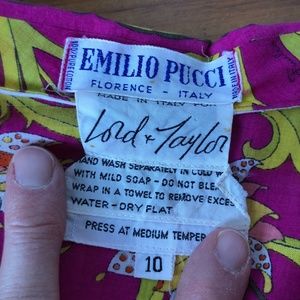 EMILIO PUCCI
FLORENCE - ITALY
MADE IN ITALY FOR
Lord & Taylor
HAND WASH SEPARATELY IN COLD W
WITH MILD SOAP - DO NOT BLE
WRAP IN A TOWEL TO REMOVE EXCES
WATER - DRY FLAT
PRESS AT MEDIUM TEMPER
10